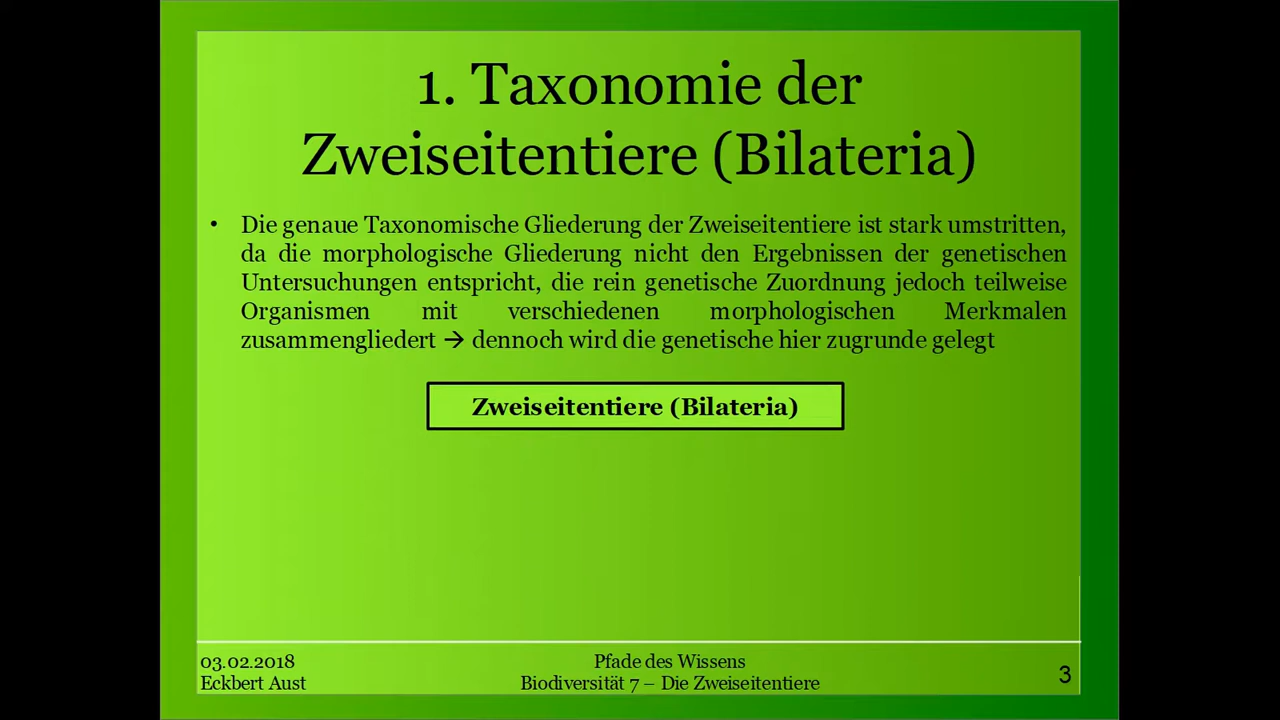 1. Taxonomie der
Zweiseitentiere (Bilateria)
• Die genaue Taxonomische Gliederung der Zweiseitentiere ist stark umstritten,
da die morphologische Gliederung nicht den Ergebnissen der genetischen
Untersuchungen entspricht, die rein genetische Zuordnung jedoch teilweise
Organismen mit verschiedenen morphologischen Merkmalen
zusammengliedert → dennoch wird die genetische hier zugrunde gelegt
Zweiseitentiere (Bilateria)
03.02.2018
Eckbert Aust
Pfade des Wissens
Biodiversität 7 – Die Zweiseitentiere
3